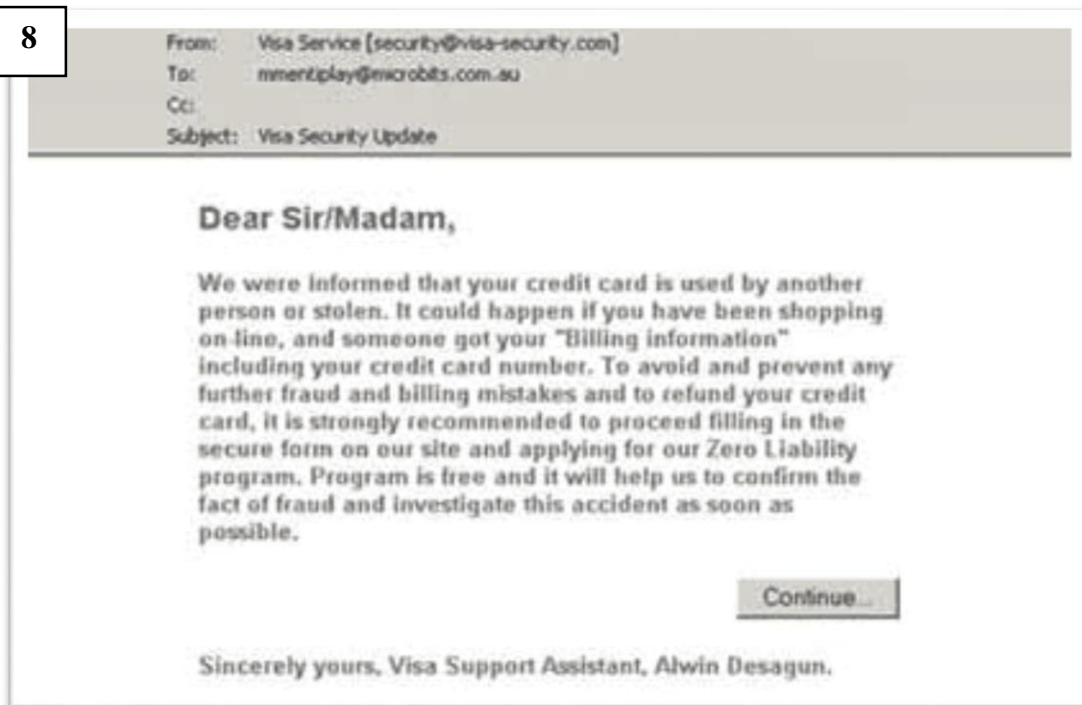 8
From: Visa Service [security@visa-security.com]
To: mmentiplay@microbits.com.au
Cc:
Subject: Visa Security Update
Dear Sir/Madam,
We were informed that your credit card is used by another
person or stolen. It could happen if you have been shopping
on-line, and someone got your "Billing information"
including your credit card number. To avoid and prevent any
further fraud and billing mistakes and to refund your credit
card, it is strongly recommended to proceed filling in the
secure form on our site and applying for our Zero Liability
program. Program is free and it will help us to confirm the
fact of fraud and investigate this accident as soon as
possible.
Continue...
Sincerely yours, Visa Support Assistant, Alwin Desagun.